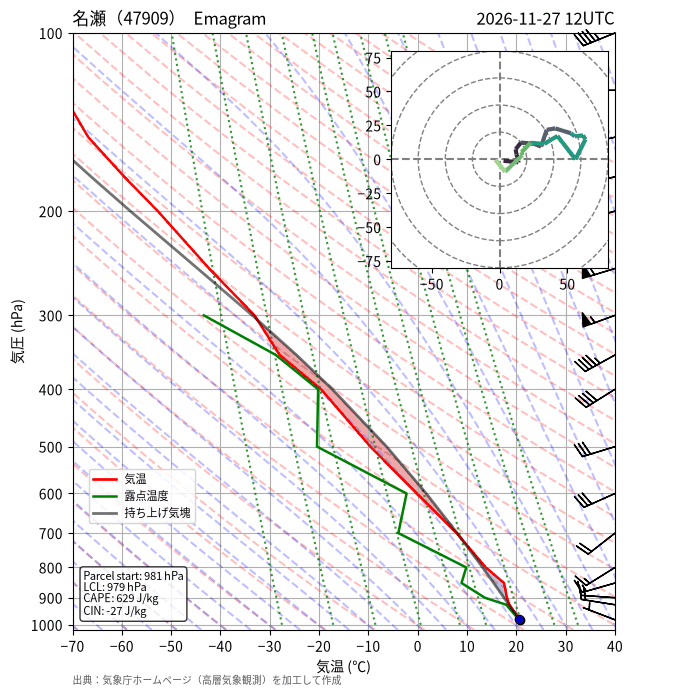 名瀬（47909） Emagram
2026-11-27 12UTC
気圧 (hPa)
100
200
300
400
500
600
700
800
900
1000
75
50
25
0
−25
−50
−75
−50
0
50
気温
露点温度
持ち上げ気塊
Parcel start: 981 hPa
LCL: 979 hPa
CAPE: 629 J/kg
CIN: -27 J/kg
−70
−60
−50
−40
−30
−20
−10
0
10
20
30
40
気温 (℃)
出典：気象庁ホームページ（高層気象観測）を加工して作成